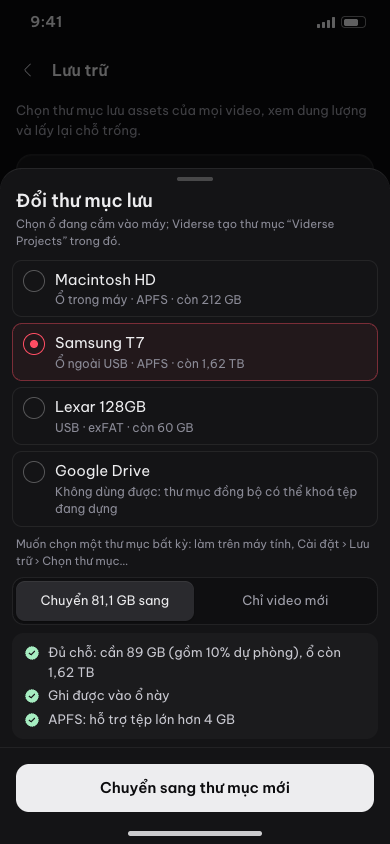 9:41
Lưu trữ
Chọn thư mục lưu assets của mọi video, xem dung lượng
và lấy lại chỗ trống.
Đổi thư mục lưu
Chọn ổ đang cắm vào máy; Viderse tạo thư mục “Viderse
Projects” trong đó.
Macintosh HD
Ổ trong máy · APFS · còn 212 GB
Samsung T7
Ổ ngoài USB · APFS · còn 1,62 TB
Lexar 128GB
USB · exFAT · còn 60 GB
Google Drive
Không dùng được: thư mục đồng bộ có thể khoá tệp
đang dựng
Muốn chọn một thư mục bất kỳ: làm trên máy tính, Cài đặt › Lưu
trữ › Chọn thư mục...
Chuyển 81,1 GB sang
Chỉ video mới
Đủ chỗ: cần 89 GB (gồm 10% dự phòng), ổ còn
1,62 TB
Ghi được vào ổ này
APFS: hỗ trợ tệp lớn hơn 4 GB
Chuyển sang thư mục mới